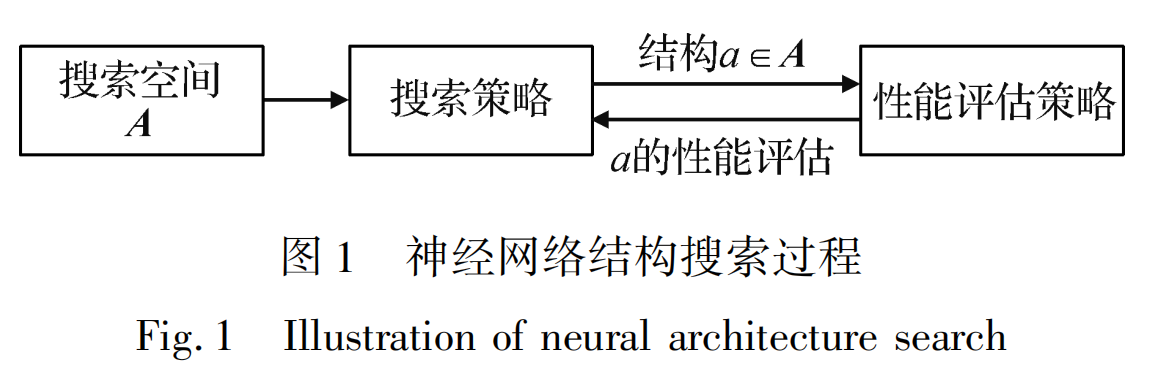 搜索空间
A
搜索策略
结构a∈A
a的性能评估
性能评估策略
图1 神经网络结构搜索过程
Fig. 1 Illustration of neural architecture search